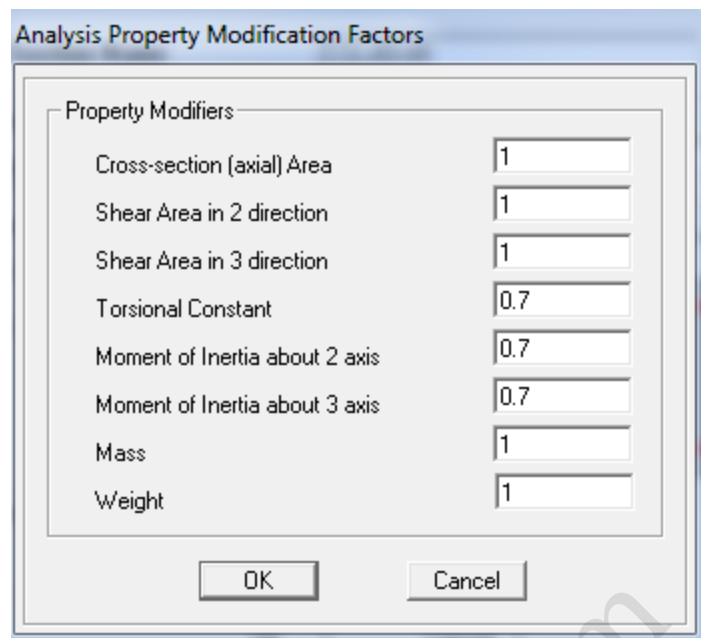 Analysis Property Modification Factors
Property Modifiers
Cross-section (axial) Area 1
Shear Area in 2 direction 1
Shear Area in 3 direction 1
Torsional Constant 0.7
Moment of Inertia about 2 axis 0.7
Moment of Inertia about 3 axis 0.7
Mass 1
Weight 1
OK Cancel